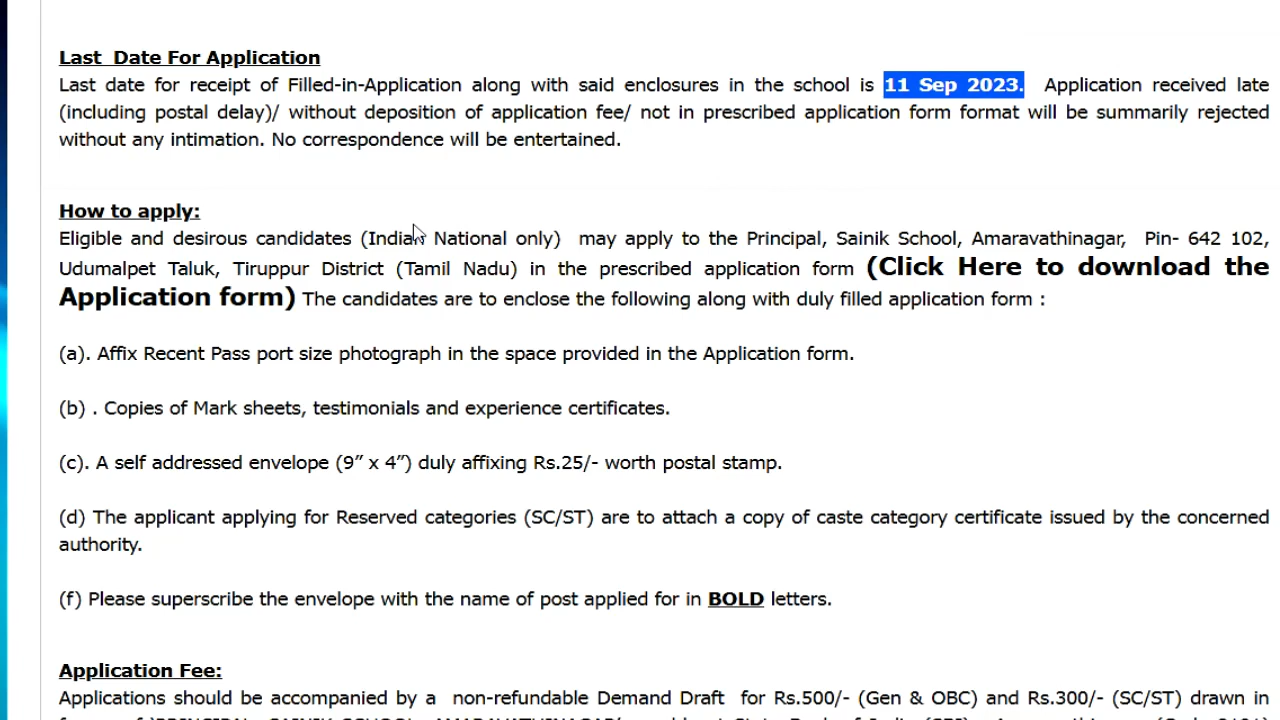 Last Date For Application
Last date for receipt of Filled-in-Application along with said enclosures in the school is 11 Sep 2023. Application received late
(including postal delay)/ without deposition of application fee/ not in prescribed application form format will be summarily rejected
without any intimation. No correspondence will be entertained.
How to apply:
Eligible and desirous candidates (Indian National only) may apply to the Principal, Sainik School, Amaravathinagar, Pin- 642 102,
Udumalpet Taluk, Tiruppur District (Tamil Nadu) in the prescribed application form (Click Here to download the
Application form) The candidates are to enclose the following along with duly filled application form :
(a). Affix Recent Pass port size photograph in the space provided in the Application form.
(b) . Copies of Mark sheets, testimonials and experience certificates.
(c). A self addressed envelope (9” x 4”) duly affixing Rs.25/- worth postal stamp.
(d) The applicant applying for Reserved categories (SC/ST) are to attach a copy of caste category certificate issued by the concerned
authority.
(f) Please superscribe the envelope with the name of post applied for in BOLD letters.
Application Fee:
Applications should be accompanied by a non-refundable Demand Draft for Rs.500/- (Gen & OBC) and Rs.300/- (SC/ST) drawn in